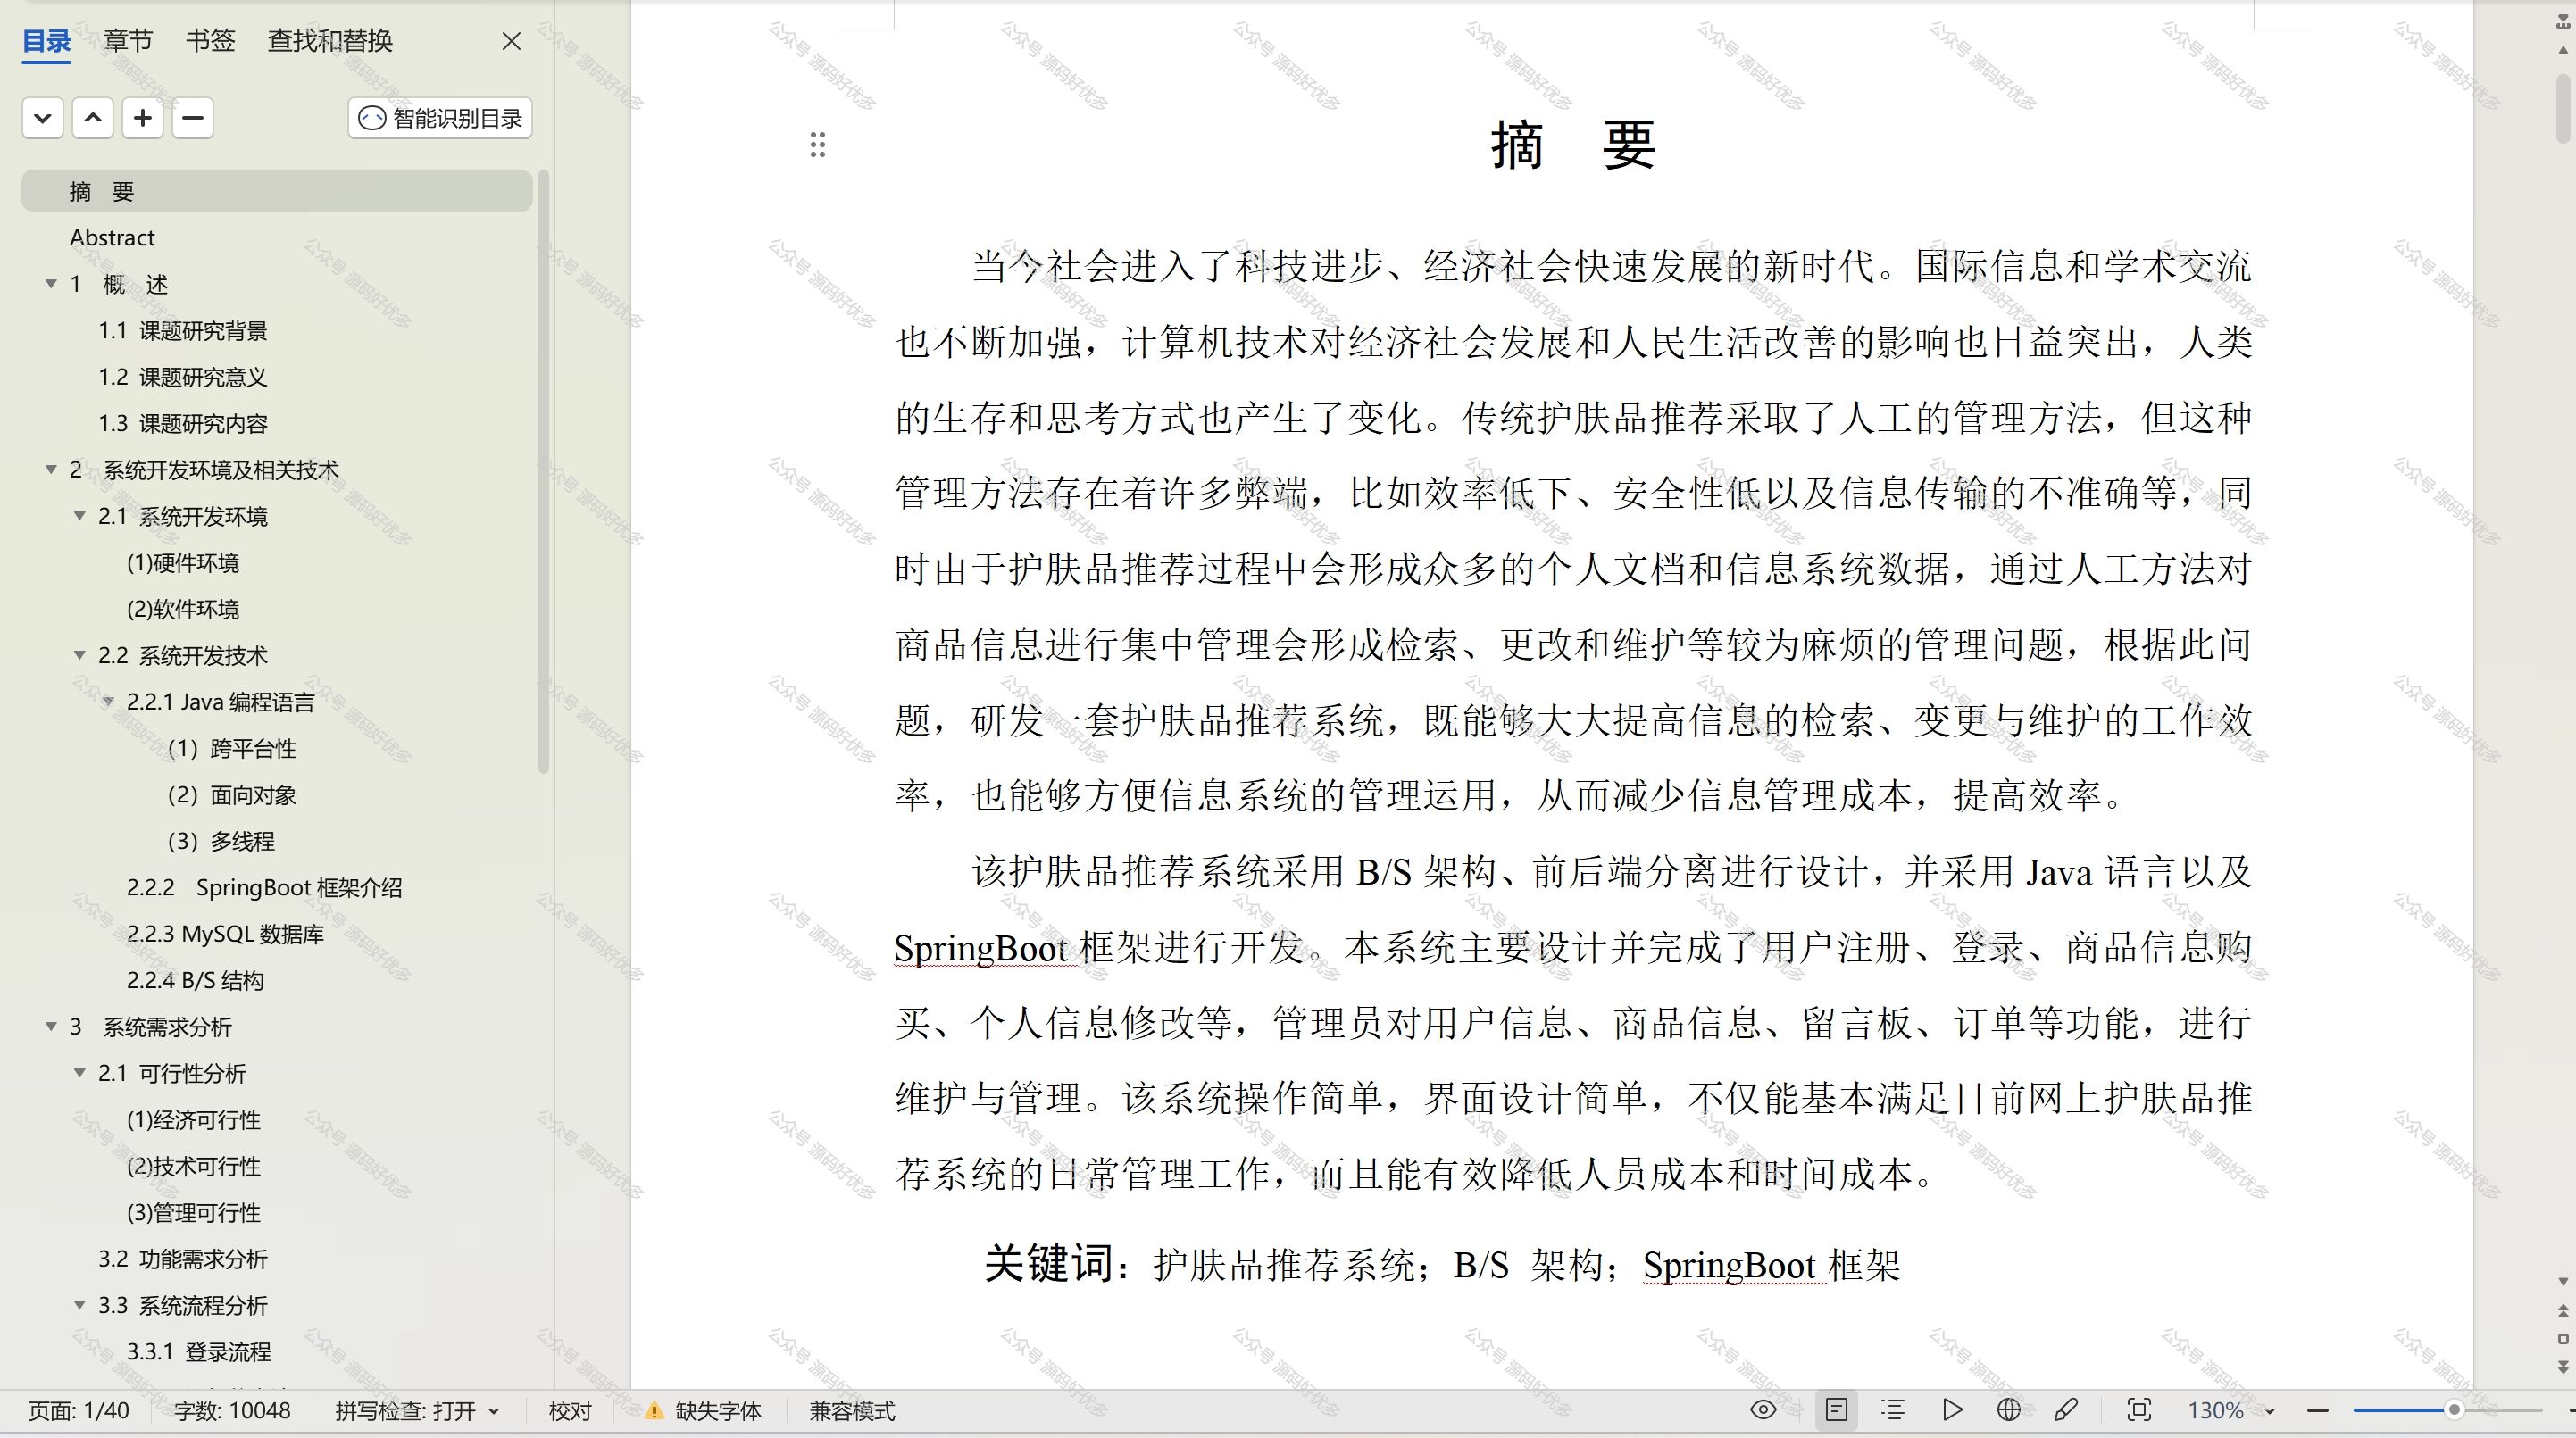 目录 章节 书签 查找和替换
智能识别目录
摘 要
Abstract
1 概 述
1.1 课题研究背景
1.2 课题研究意义
1.3 课题研究内容
2 系统开发环境及相关技术
2.1 系统开发环境
(1)硬件环境
(2)软件环境
2.2 系统开发技术
2.2.1 Java 编程语言
（1）跨平台性
（2）面向对象
（3）多线程
2.2.2 SpringBoot 框架介绍
2.2.3 MySQL 数据库
2.2.4 B/S 结构
3 系统需求分析
2.1 可行性分析
(1)经济可行性
(2)技术可行性
(3)管理可行性
3.2 功能需求分析
3.3 系统流程分析
3.3.1 登录流程
摘 要
当今社会进入了科技进步、经济社会快速发展的新时代。国际信息和学术交流
也不断加强，计算机技术对经济社会发展和人民生活改善的影响也日益突出，人类
的生存和思考方式也产生了变化。传统护肤品推荐采取了人工的管理方法，但这种
管理方法存在着许多弊端，比如效率低下、安全性低以及信息传输的不准确等，同
时由于护肤品推荐过程中会形成众多的个人文档和信息系统数据，通过人工方法对
商品信息进行集中管理会形成检索、更改和维护等较为麻烦的管理问题，根据此问
题，研发一套护肤品推荐系统，既能够大大提高信息的检索、变更与维护的工作效
率，也能够方便信息系统的管理运用，从而减少信息管理成本，提高效率。
该护肤品推荐系统采用 B/S 架构、前后端分离进行设计，并采用 Java 语言以及
SpringBoot 框架进行开发。本系统主要设计并完成了用户注册、登录、商品信息购
买、个人信息修改等，管理员对用户信息、商品信息、留言板、订单等功能，进行
维护与管理。该系统操作简单，界面设计简单，不仅能基本满足目前网上护肤品推
荐系统的日常管理工作，而且能有效降低人员成本和时间成本。
关键词：护肤品推荐系统；B/S 架构；SpringBoot 框架
页面: 1/40 字数: 10048 拼写检查: 打开 校对 缺失字体 兼容模式 130%
公众号 源码好优多